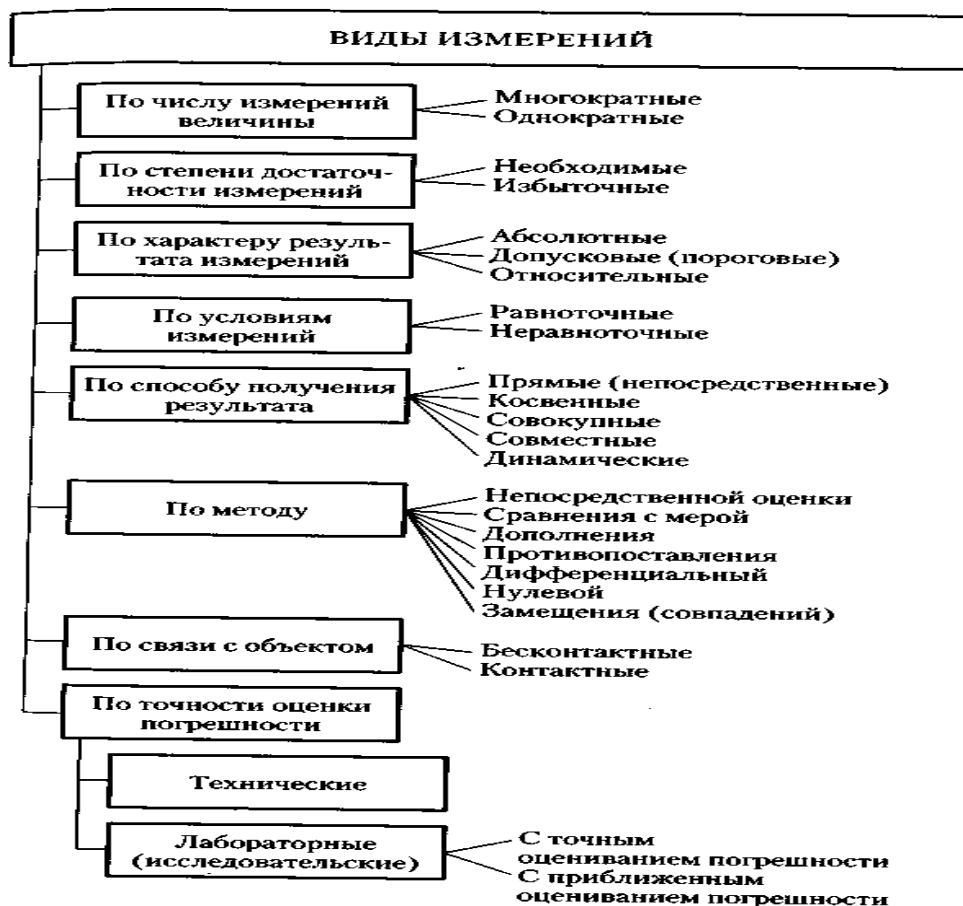 ВИДЫ ИЗМЕРЕНИЙ
По числу измерений
величины
Многократные
Однократные
По степени достаточ-
ности измерений
Необходимые
Избыточные
По характеру резуль-
тата измерений
Абсолютные
Допусковые (пороговые)
Относительные
По условиям
измерений
Равноточные
Неравноточные
По способу получения
результата
Прямые (непосредственные)
Косвенные
Совокупные
Совместные
Динамические
По методу
Непосредственной оценки
Сравнения с мерой
Дополнения
Противопоставления
Дифференциальный
Нулевой
Замещения (совпадений)
По связи с объектом
Бесконтактные
Контактные
По точности оценки
погрешности
Технические
Лабораторные
(исследовательские)
С точным
оцениванием погрешности
С приближенным
оцениванием погрешности